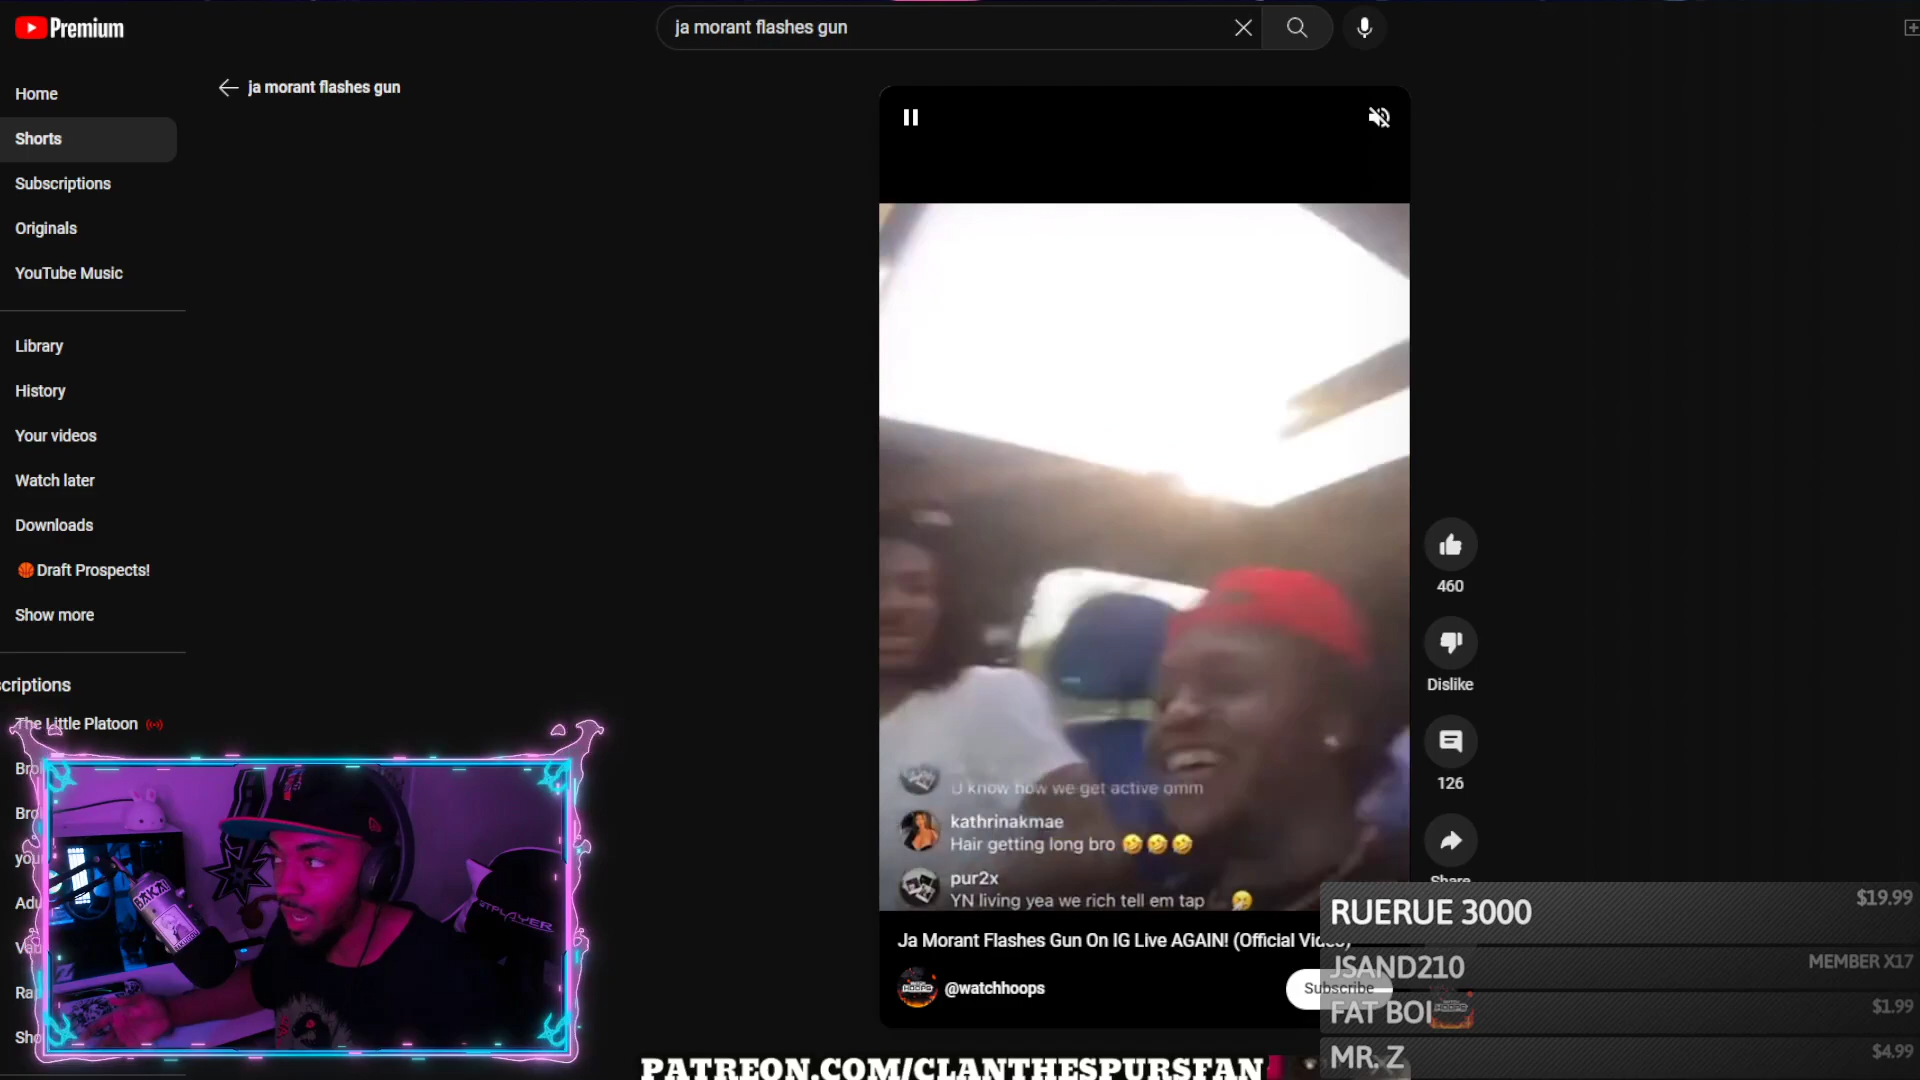 Premium
ja morant flashes gun
Home
ja morant flashes gun
Shorts
Subscriptions
Originals
YouTube Music
Library
History
Your videos
Watch later
Downloads
Draft Prospects!
Show more
scriptions
The Little Platoon
460
Dislike
126
Share
U know how we get active omm
kathrinakmae
Hair getting long bro 🤣🤣🤣
pur2x
YN living yea we rich tell em tap
Ja Morant Flashes Gun On IG Live AGAIN! (Official Video)
@watchhoops
Subscribe
RUERUE 3000 $19.99
JSAND210 MEMBER X17
FAT BOI $1.99
MR. Z $4.99
PATREON.COM/CLANTHESPURSFAN